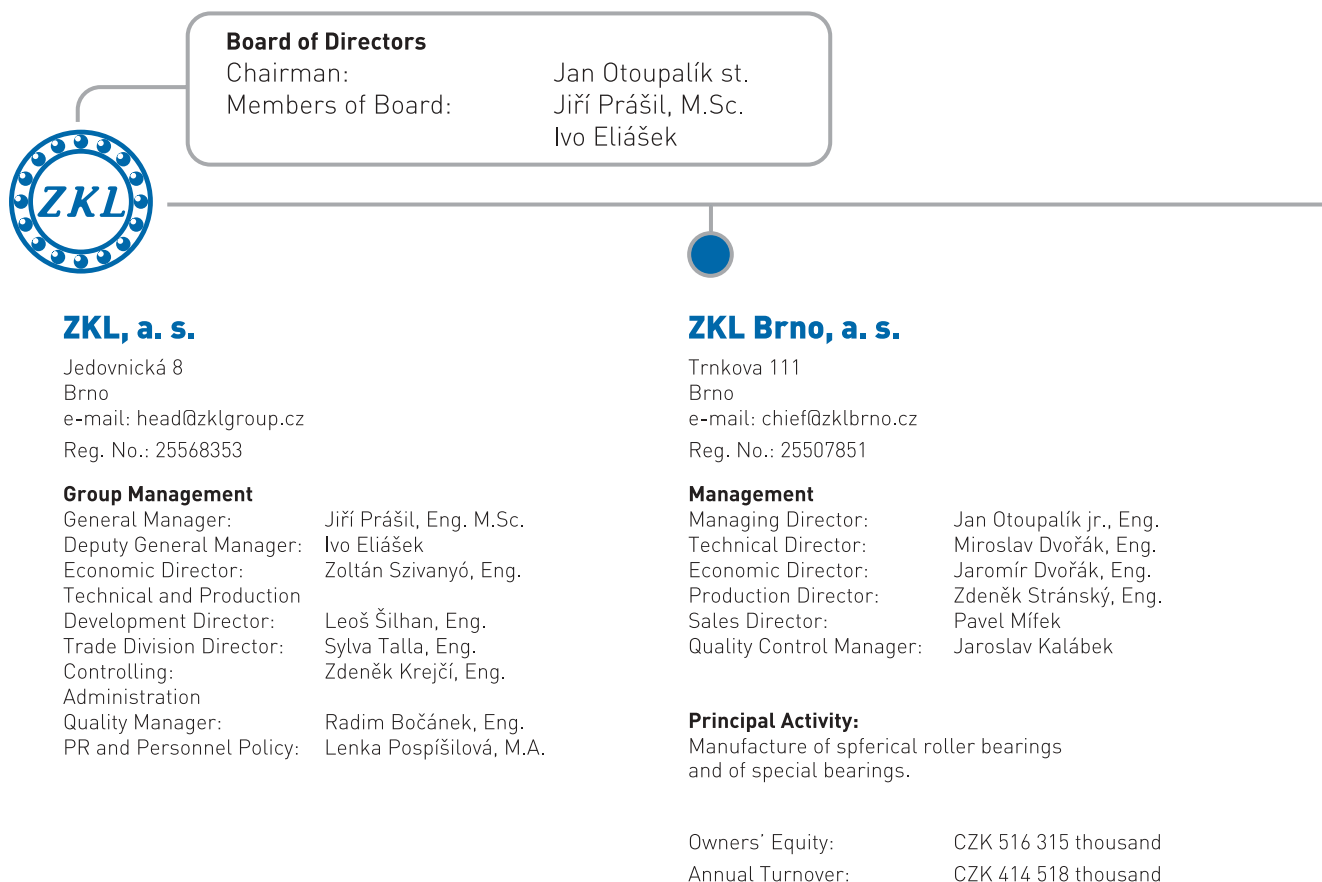 Board of Directors
Chairman: Jan Otoupalík st.
Members of Board: Jiří Prášil, M.Sc.
Ivo Eliášek
ZKL
ZKL, a. s.
Jedovnická 8
Brno
e-mail: head@zklgroup.cz
Reg. No.: 25568353
Group Management
General Manager: Jiří Prášil, Eng. M.Sc.
Deputy General Manager: Ivo Eliášek
Economic Director: Zoltán Szivanyó, Eng.
Technical and Production
Development Director: Leoš Šilhan, Eng.
Trade Division Director: Sylva Talla, Eng.
Controlling: Zdeněk Krejčí, Eng.
Administration
Quality Manager: Radim Bočánek, Eng.
PR and Personnel Policy: Lenka Pospíšilová, M.A.
ZKL Brno, a. s.
Trnkova 111
Brno
e-mail: chief@zklbrno.cz
Reg. No.: 25507851
Management
Managing Director: Jan Otoupalík jr., Eng.
Technical Director: Miroslav Dvořák, Eng.
Economic Director: Jaromír Dvořák, Eng.
Production Director: Zdeněk Stránský, Eng.
Sales Director: Pavel Mífek
Quality Control Manager: Jaroslav Kalábek
Principal Activity:
Manufacture of spferical roller bearings
and of special bearings.
Owners' Equity: CZK 516 315 thousand
Annual Turnover: CZK 414 518 thousand